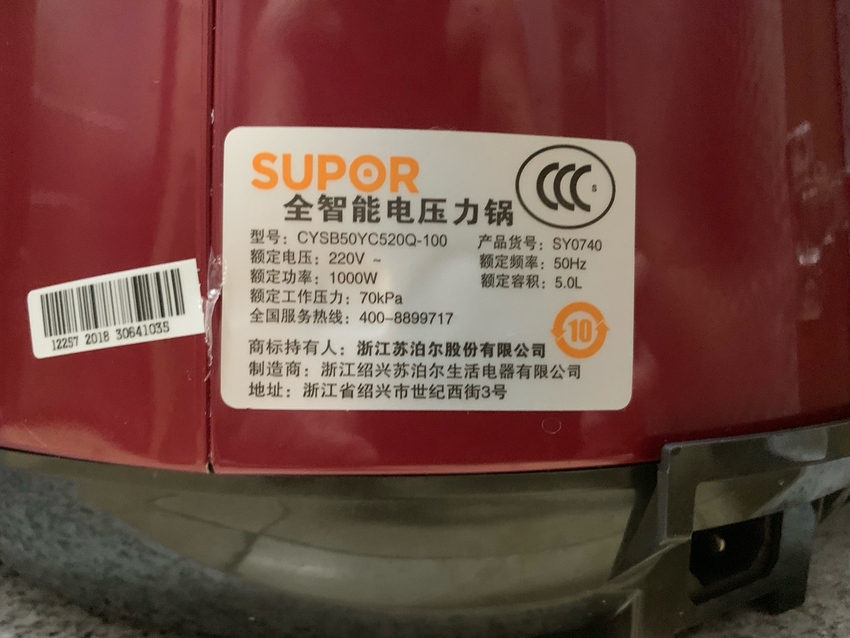 SUPOR
CCC S
全智能电压力锅
型号：CYSB50YC520Q-100 产品货号：SY0740
额定电压：220V ~ 额定频率：50Hz
额定功率：1000W 额定容积：5.0L
额定工作压力：70kPa
全国服务热线：400-8899717
10
商标持有人：浙江苏泊尔股份有限公司
制造商：浙江绍兴苏泊尔生活电器有限公司
地址：浙江省绍兴市世纪西街3号
12257 2018 30641035